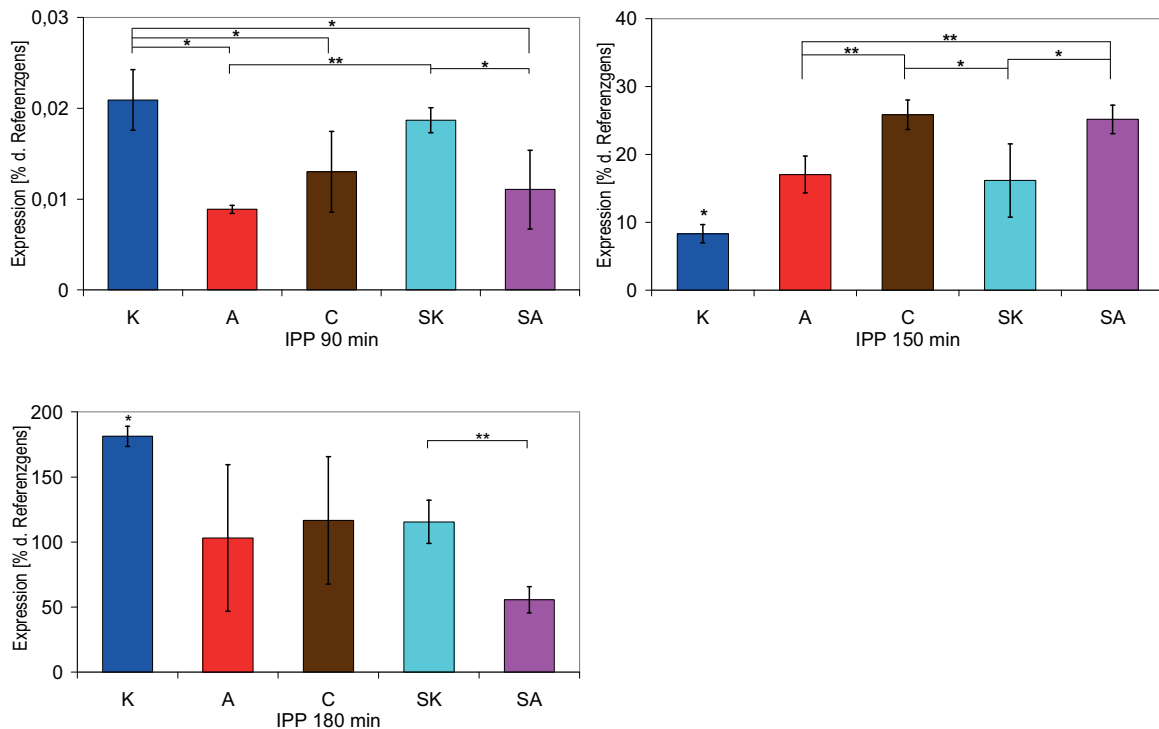 Expression [% d. Referenzgens]
0,03
0,02
0,01
0
*
*
*
**
*
K A C SK SA
IPP 90 min
Expression [% d. Referenzgens]
40
30
20
10
0
**
**
*
*
*
K A C SK SA
IPP 150 min
Expression [% d. Referenzgens]
200
150
100
50
0
*
**
K A C SK SA
IPP 180 min